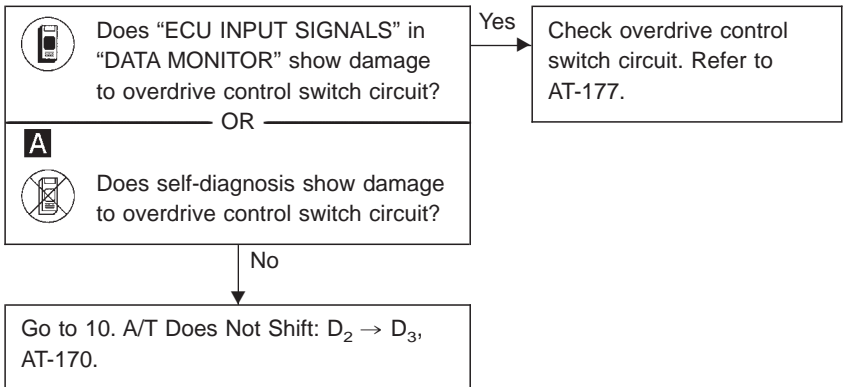 Does “ECU INPUT SIGNALS” in
“DATA MONITOR” show damage
to overdrive control switch circuit?
Yes
Check overdrive control
switch circuit. Refer to
AT-177.
OR
A
Does self-diagnosis show damage
to overdrive control switch circuit?
No
Go to 10. A/T Does Not Shift: D₂ → D₃,
AT-170.